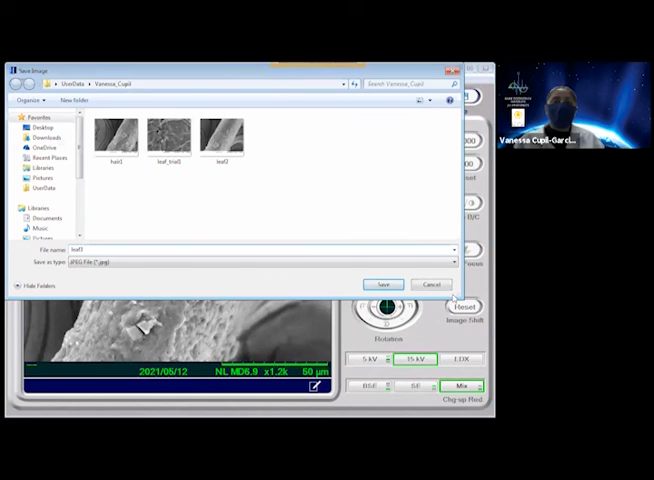 Save Image
UserData
Vanessa_Cupil
Search Vanessa_Cupil
Organize
New folder
Favorites
Desktop
Downloads
OneDrive
Recent Places
Libraries
Pictures
UserData
Libraries
Documents
Music
Pictures
hair1
leaf_trial1
leaf2
File name: leaf3
Save as type: JPEG File (*.jpg)
Hide Folders
Save
Cancel
B/C
Focus
Reset
Image Shift
Rotation
5 kV
15 kV
EDX
BSE
SE
Mix
Chg-up Red.
2021/05/12
NL MD6.9 x1.2k 50 µm
Vanessa Cupil-Garci...